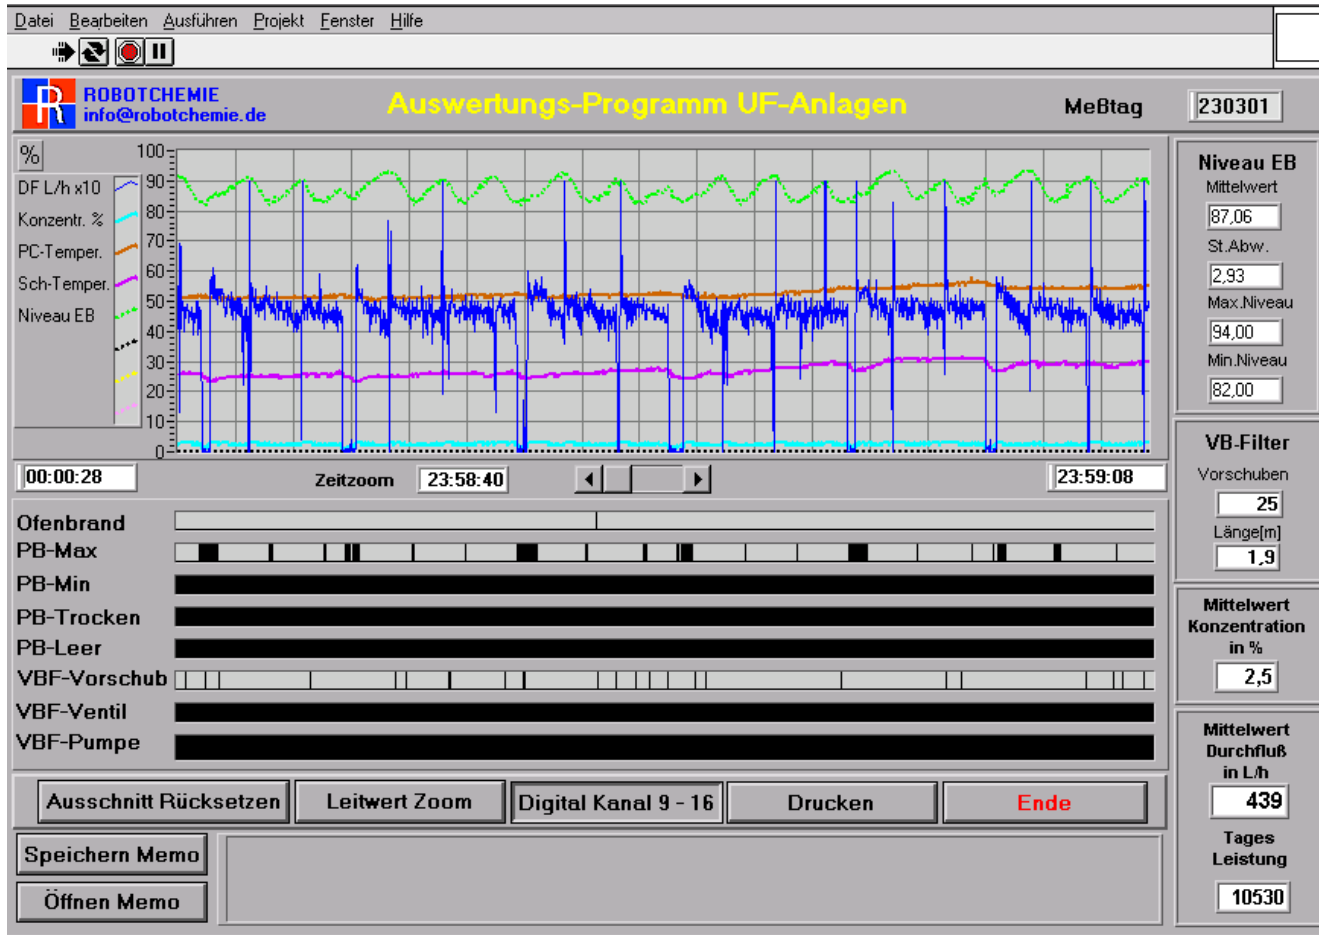 Datei Bearbeiten Ausführen Projekt Fenster Hilfe
ROBOTCHEMIE
info@robotchemie.de
Auswertungs-Programm UF-Anlagen
Meßtag
230301
%
DF L/h x10
Konzentr. %
PC-Temper.
Sch-Temper.
Niveau EB
100
90
80
70
60
50
40
30
20
10
0
00:00:28
Zeitzoom
23:58:40
23:59:08
Ofenbrand
PB-Max
PB-Min
PB-Trocken
PB-Leer
VBF-Vorschub
VBF-Ventil
VBF-Pumpe
Niveau EB
Mittelwert
87,06
St.Abw.
2,93
Max.Niveau
94,00
Min.Niveau
82,00
VB-Filter
Vorschuben
25
Länge[m]
1,9
Mittelwert
Konzentration
in %
2,5
Mittelwert
Durchfluß
in L/h
439
Tages
Leistung
10530
Ausschnitt Rücksetzen
Leitwert Zoom
Digital Kanal 9 - 16
Drucken
Ende
Speichern Memo
Öffnen Memo